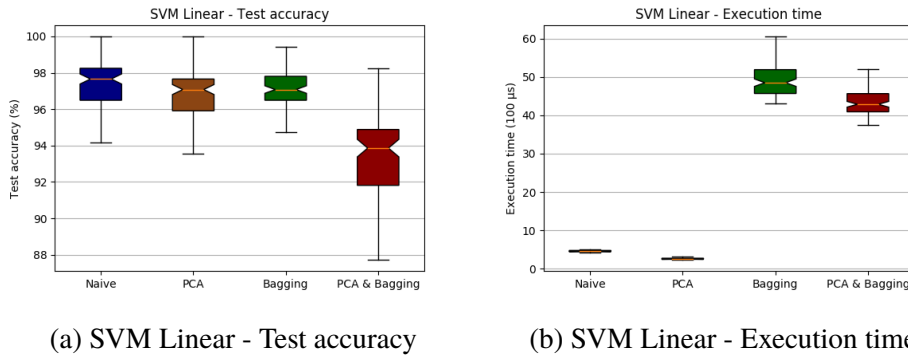 SVM Linear - Test accuracy
Test accuracy (%)
100
98
96
94
92
90
88
Naive
PCA
Bagging
PCA & Bagging
(a) SVM Linear - Test accuracy
SVM Linear - Execution time
Execution time (100 µs)
60
50
40
30
20
10
0
Naive
PCA
Bagging
PCA & Bagging
(b) SVM Linear - Execution time